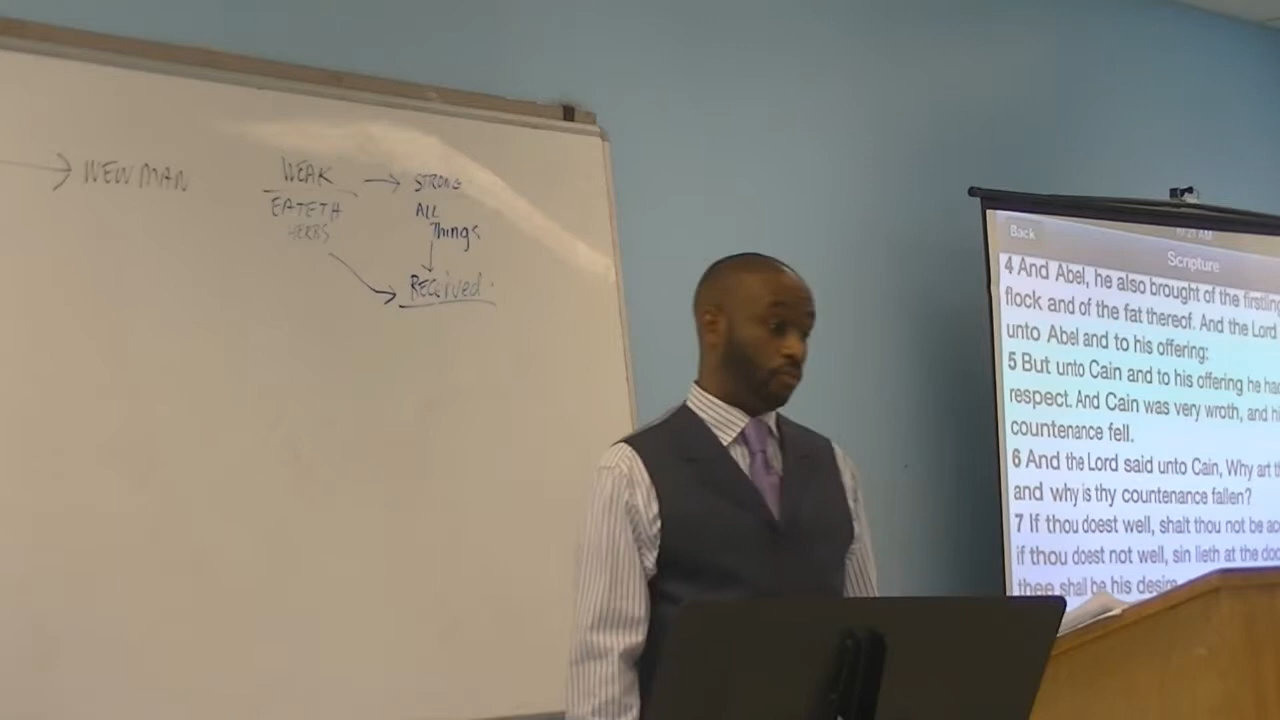 NEW MAN
WEAK
EATETH
HERBS
STRONG
ALL
Things
RECeived.
Back
Scripture
4 And Abel, he also brought of the firstling
flock and of the fat thereof. And the Lord
unto Abel and to his offering:
5 But unto Cain and to his offering he had
respect. And Cain was very wroth, and hi
countenance fell.
6 And the Lord said unto Cain, Why art th
and why is thy countenance fallen?
7 If thou doest well, shalt thou not be ac
if thou doest not well, sin lieth at the doo
thee shall be his desire